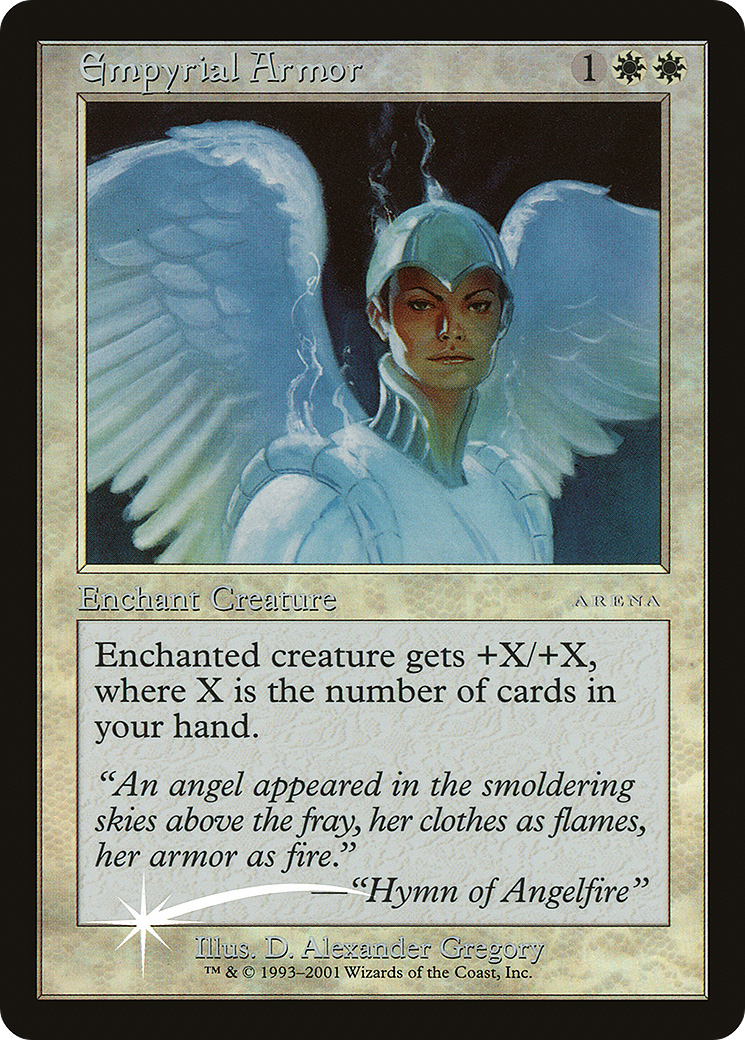 Empyrial Armor 1
Enchant Creature ARENA
Enchanted creature gets +X/+X,
where X is the number of cards in
your hand.
“An angel appeared in the smoldering
skies above the fray, her clothes as flames,
her armor as fire.”
—“Hymn of Angelfire”
Illus. D. Alexander Gregory
™ & © 1993–2001 Wizards of the Coast, Inc.